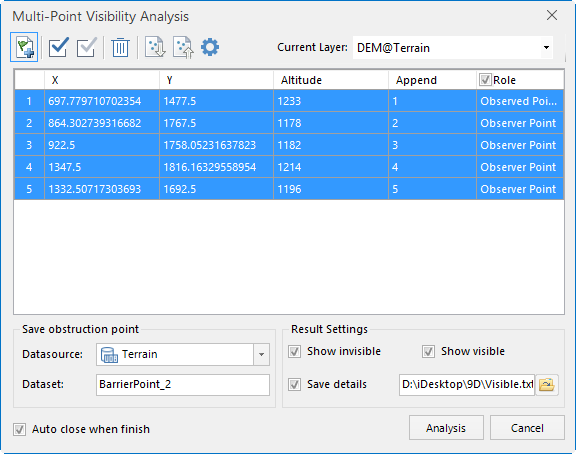 Multi-Point Visibility Analysis
Current Layer: DEM@Terrain
X Y Altitude Append Role
1 697.779710702354 1477.5 1233 1 Observed Poi...
2 864.302739316682 1767.5 1178 2 Observer Point
3 922.5 1758.05231637823 1182 3 Observer Point
4 1347.5 1816.16329558954 1214 4 Observer Point
5 1332.50717303693 1692.5 1196 5 Observer Point
Save obstruction point
Datasource: Terrain
Dataset: BarrierPoint_2
Result Settings
Show invisible Show visible
Save details D:\iDesktop\9D\Visible.txt
Auto close when finish
Analysis Cancel